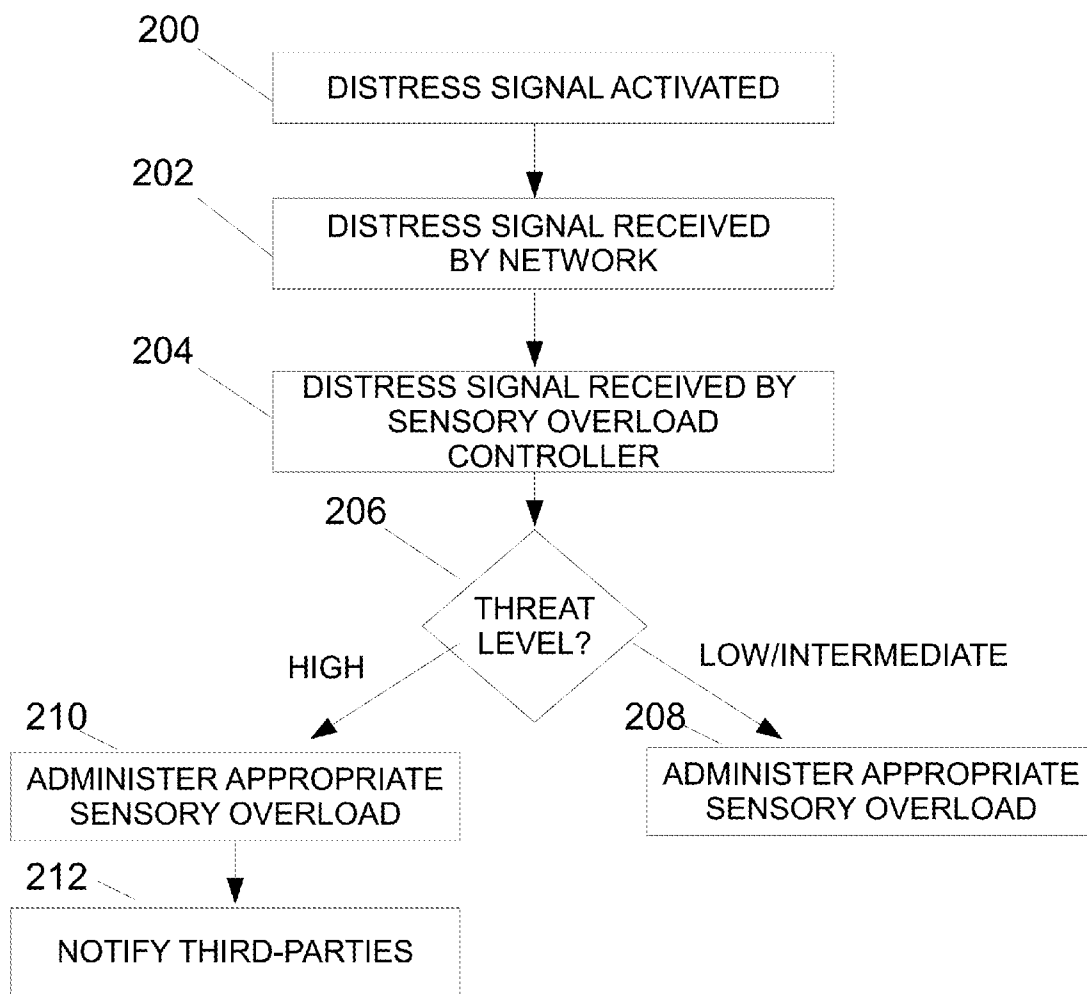 200
DISTRESS SIGNAL ACTIVATED
202
DISTRESS SIGNAL RECEIVED
BY NETWORK
204
DISTRESS SIGNAL RECEIVED BY
SENSORY OVERLOAD
CONTROLLER
206
THREAT
LEVEL?
HIGH
LOW/INTERMEDIATE
210
ADMINISTER APPROPRIATE
SENSORY OVERLOAD
208
ADMINISTER APPROPRIATE
SENSORY OVERLOAD
212
NOTIFY THIRD-PARTIES